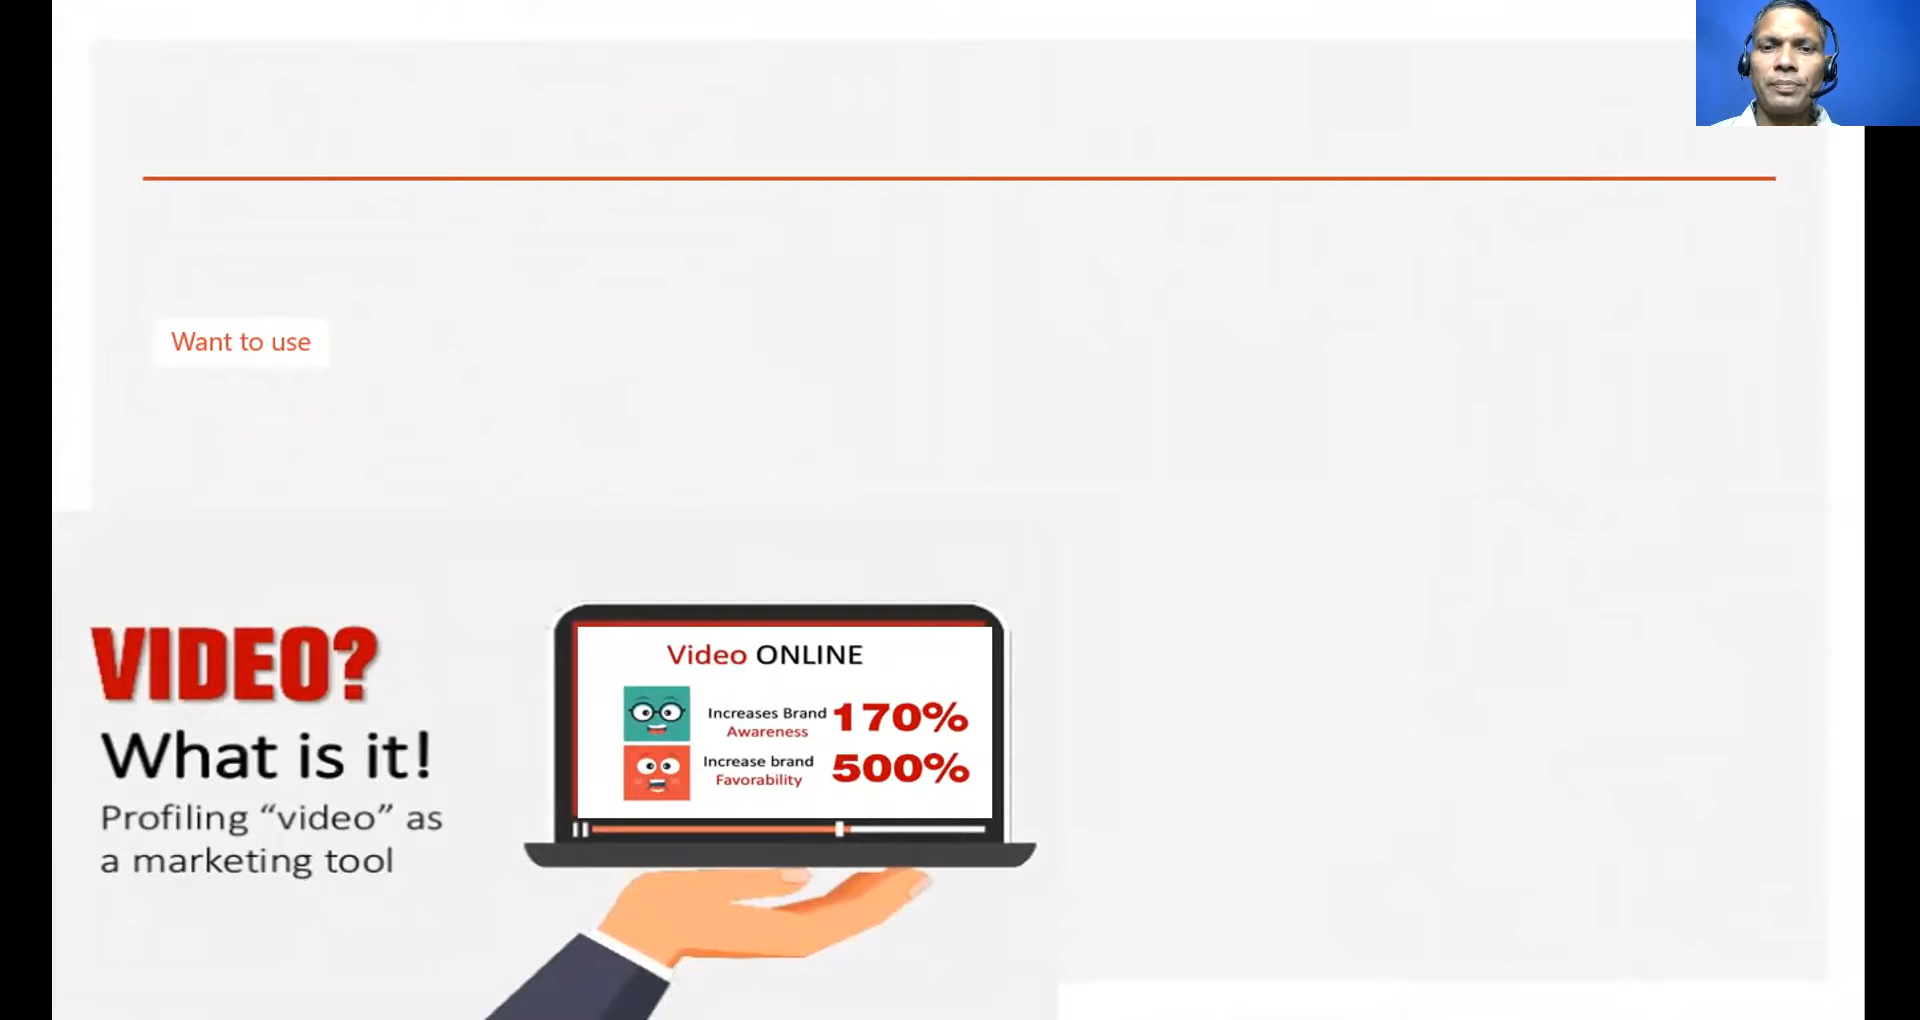 Want to use
VIDEO?
What is it!
Profiling “video” as
a marketing tool
Video ONLINE
Increases Brand
Awareness
170%
Increase brand
Favorability
500%